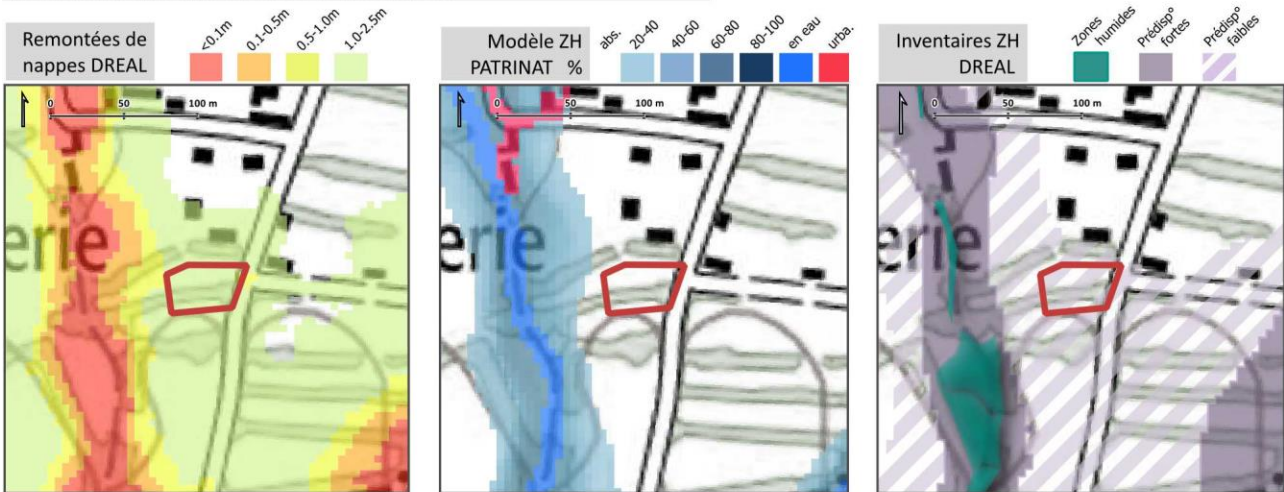 Remontées de
nappes DREAL
<0.1m
0.1-0.5m
0.5-1.0m
1.0-2.5m
0 50 100 m
erie
Modèle ZH
PATRINAT %
abs.
20-40
40-60
60-80
80-100
en eau
urba.
0 50 100 m
erie
Inventaires ZH
DREAL
Zones
humides
Prédisp°
fortes
Prédisp°
faibles
0 50 100 m
erie